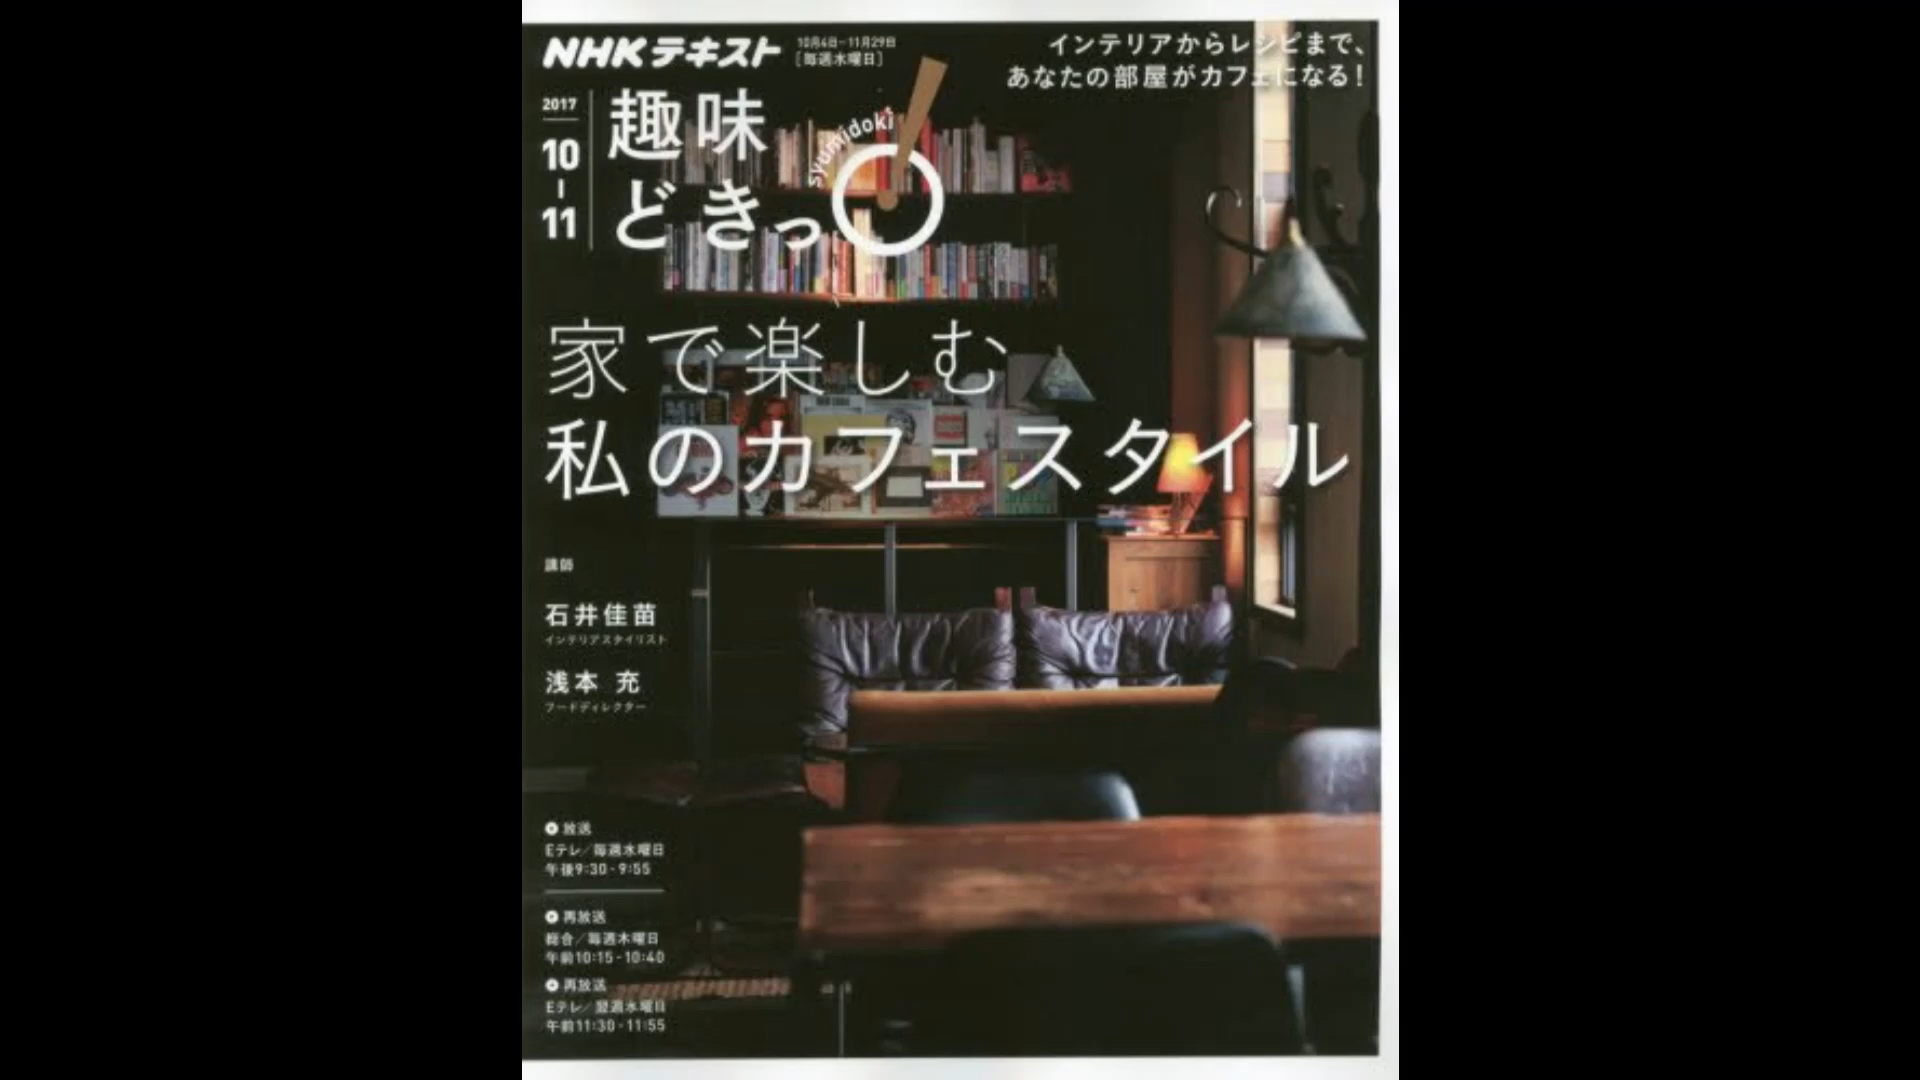 NHKテキスト
10月4日-11月29日
[毎週水曜日]
インテリアからレシピまで、
あなたの部屋がカフェになる!
2017
10
-
11
趣味
どきっ
syumidoki
家で楽しむ
私のカフェスタイル
講師
石井佳苗
インテリアスタイリスト
浅本 充
フードディレクター
放送
Eテレ/毎週水曜日
午後9:30-9:55
再放送
総合/毎週木曜日
午前10:15-10:40
再放送
Eテレ/翌週水曜日
午前11:30-11:55